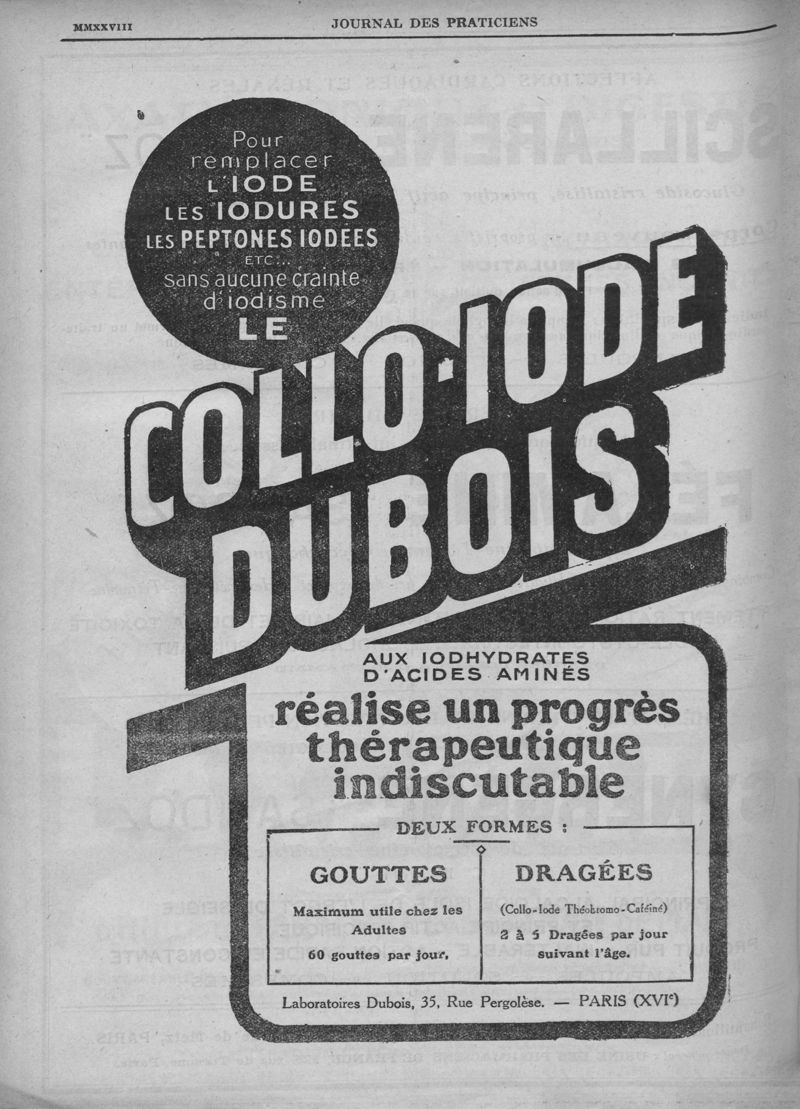 MMXXVIII
JOURNAL DES PRATICIENS
Pour
remplacer
L'IODE
LES IODURES
LES PEPTONES IODÉES
ETC...
sans aucune crainte
d'iodisme
LE
COLLO-IODE
DUBOIS
AUX IODHYDRATES
D'ACIDES AMINÉS
réalise un progrès
thérapeutique
indiscutable
DEUX FORMES :
GOUTTES
Maximum utile chez les
Adultes
60 gouttes par jour.
DRAGÉES
(Collo-Iode Théobromo-Caféiné)
2 à 5 Dragées par jour
suivant l'âge.
Laboratoires Dubois, 35, Rue Pergolèse. — PARIS (XVIe)